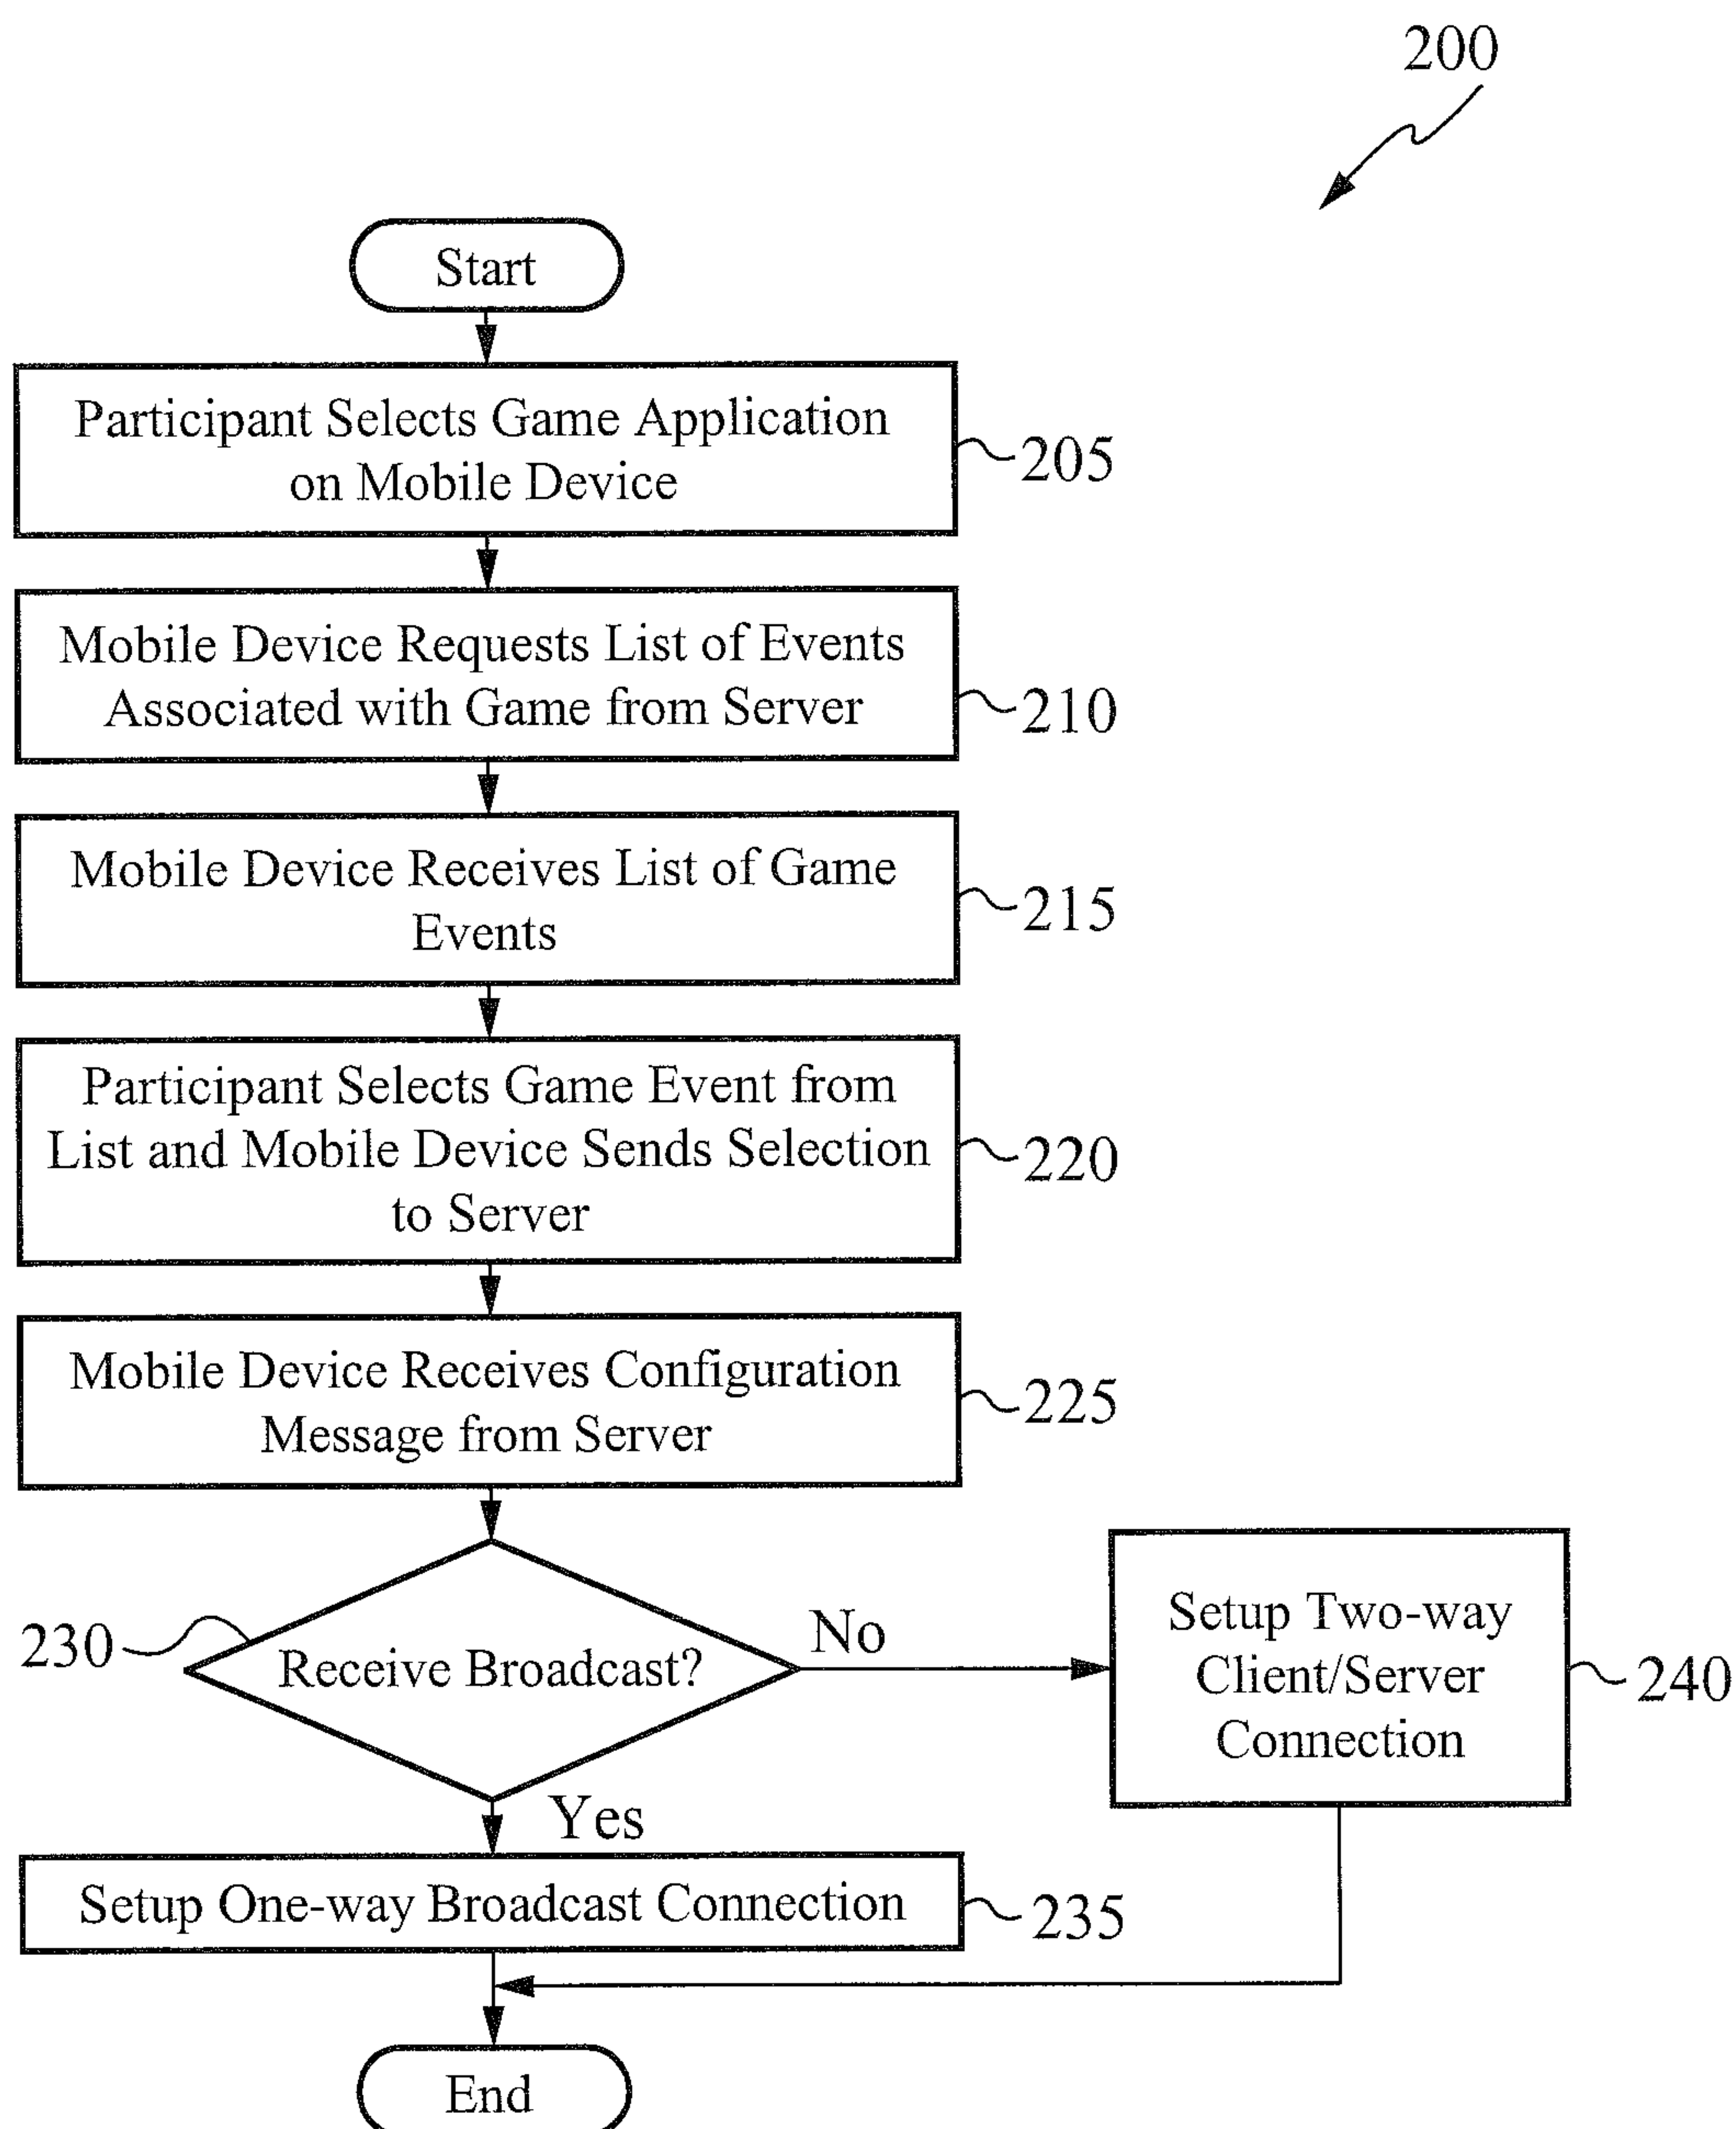 200
Start
Participant Selects Game Application
on Mobile Device
205
Mobile Device Requests List of Events
Associated with Game from Server
210
Mobile Device Receives List of Game
Events
215
Participant Selects Game Event from
List and Mobile Device Sends Selection
to Server
220
Mobile Device Receives Configuration
Message from Server
225
230
Receive Broadcast?
No
Setup Two-way
Client/Server
Connection
240
Yes
Setup One-way Broadcast Connection
235
End